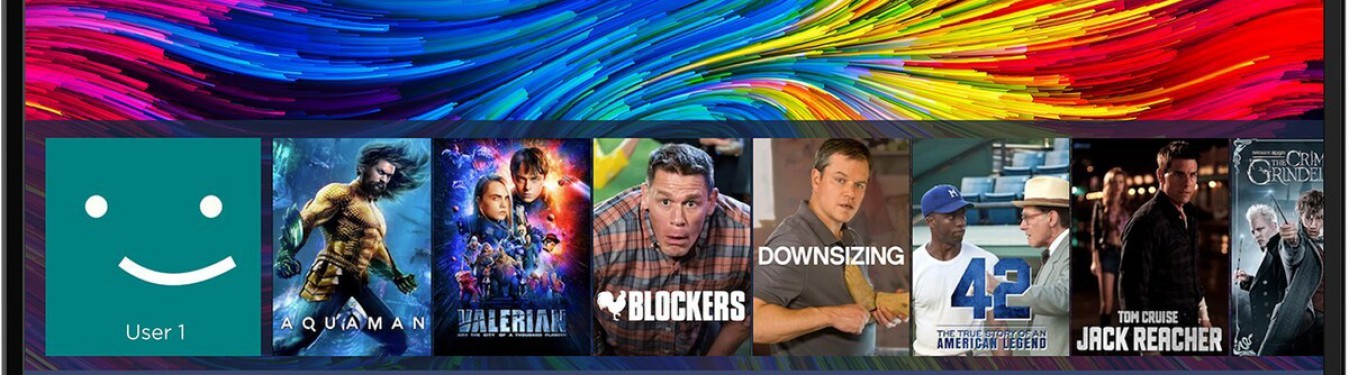 User 1
AQUAMAN
VALERIAN
AND THE CITY OF A THOUSAND PLANETS
BLOCKERS
DOWNSIZING
42
THE TRUE STORY OF AN
AMERICAN LEGEND
TOM CRUISE
JACK REACHER
THE CRIM
GRINDEL